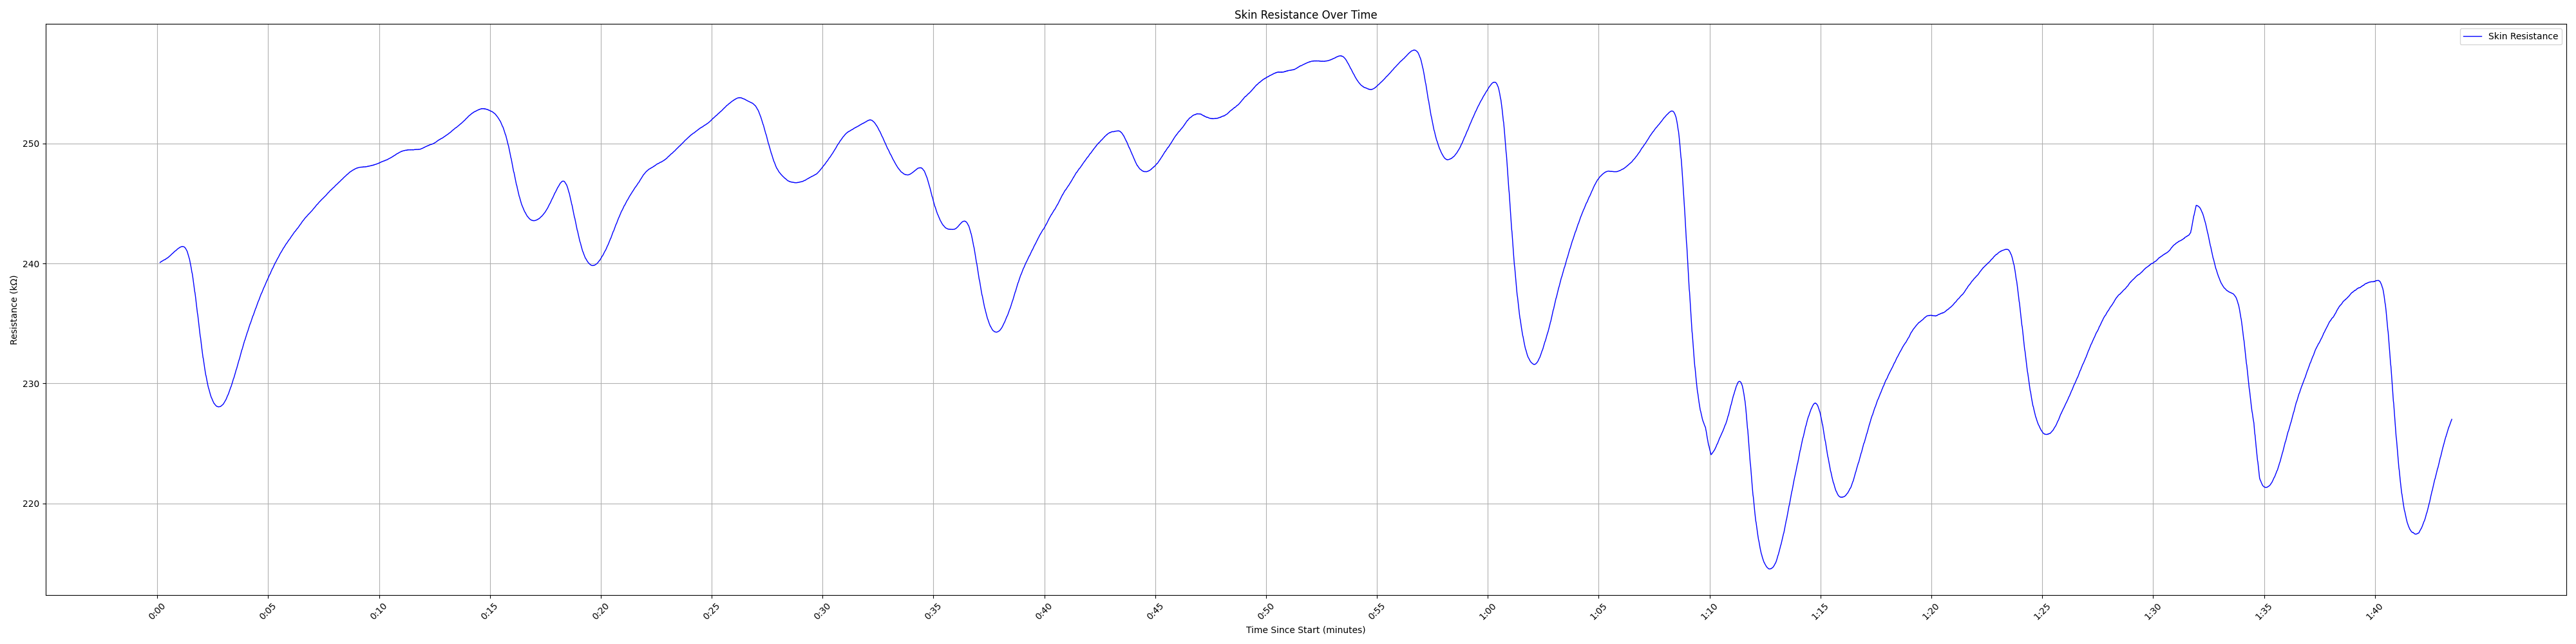 Skin Resistance Over Time
Skin Resistance
Resistance (kΩ)
250
240
230
220
0:00 0:05 0:10 0:15 0:20 0:25 0:30 0:35 0:40 0:45 0:50 0:55 1:00 1:05 1:10 1:15 1:20 1:25 1:30 1:35 1:40
Time Since Start (minutes)